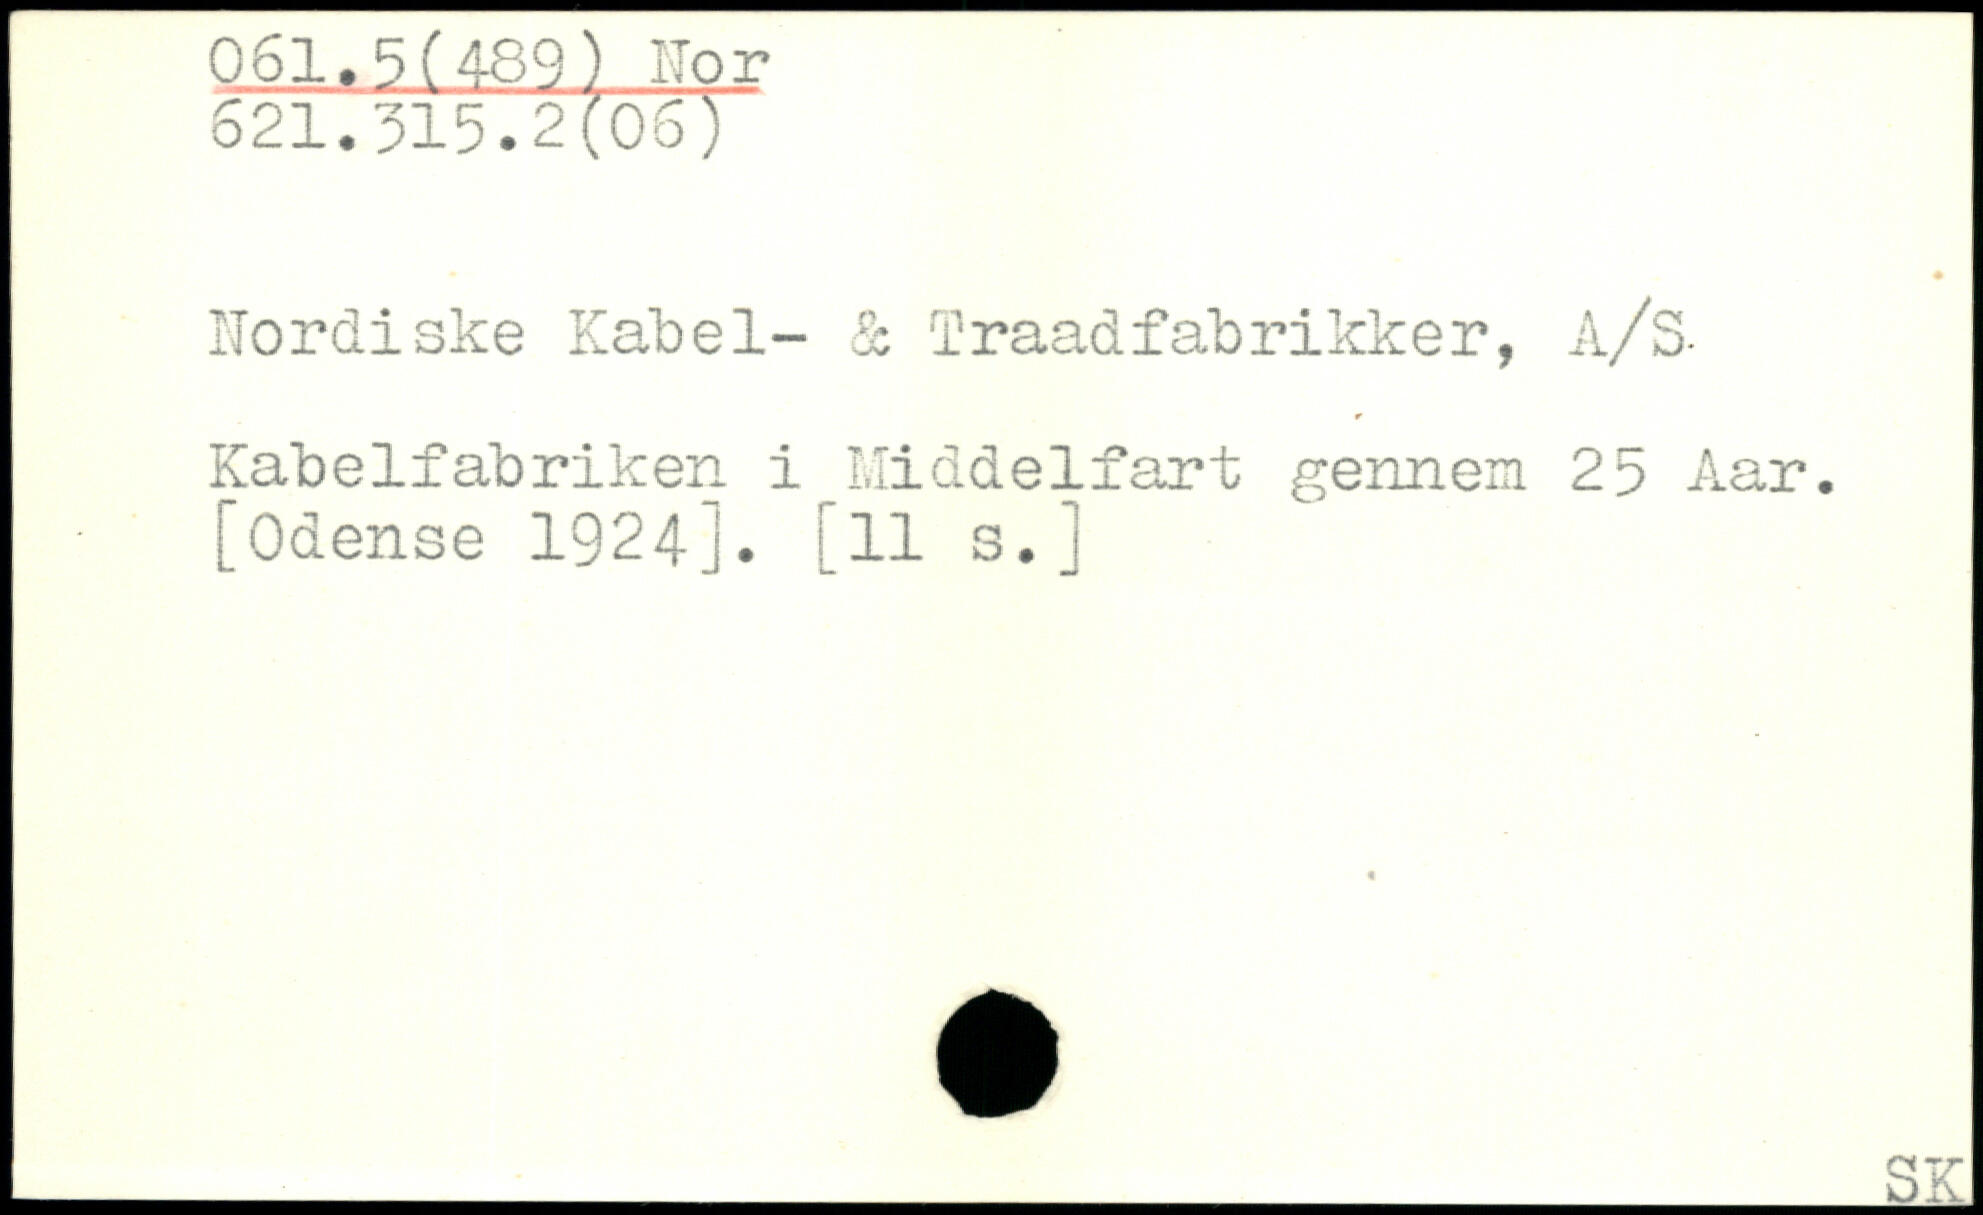 061.5(489) Nor
621.315.2(06)
Nordiske Kabel- & Traadfabrikker, A/S.
Kabelfabriken i Middelfart gennem 25 Aar.
[Odense 1924]. [11 s.]
SK